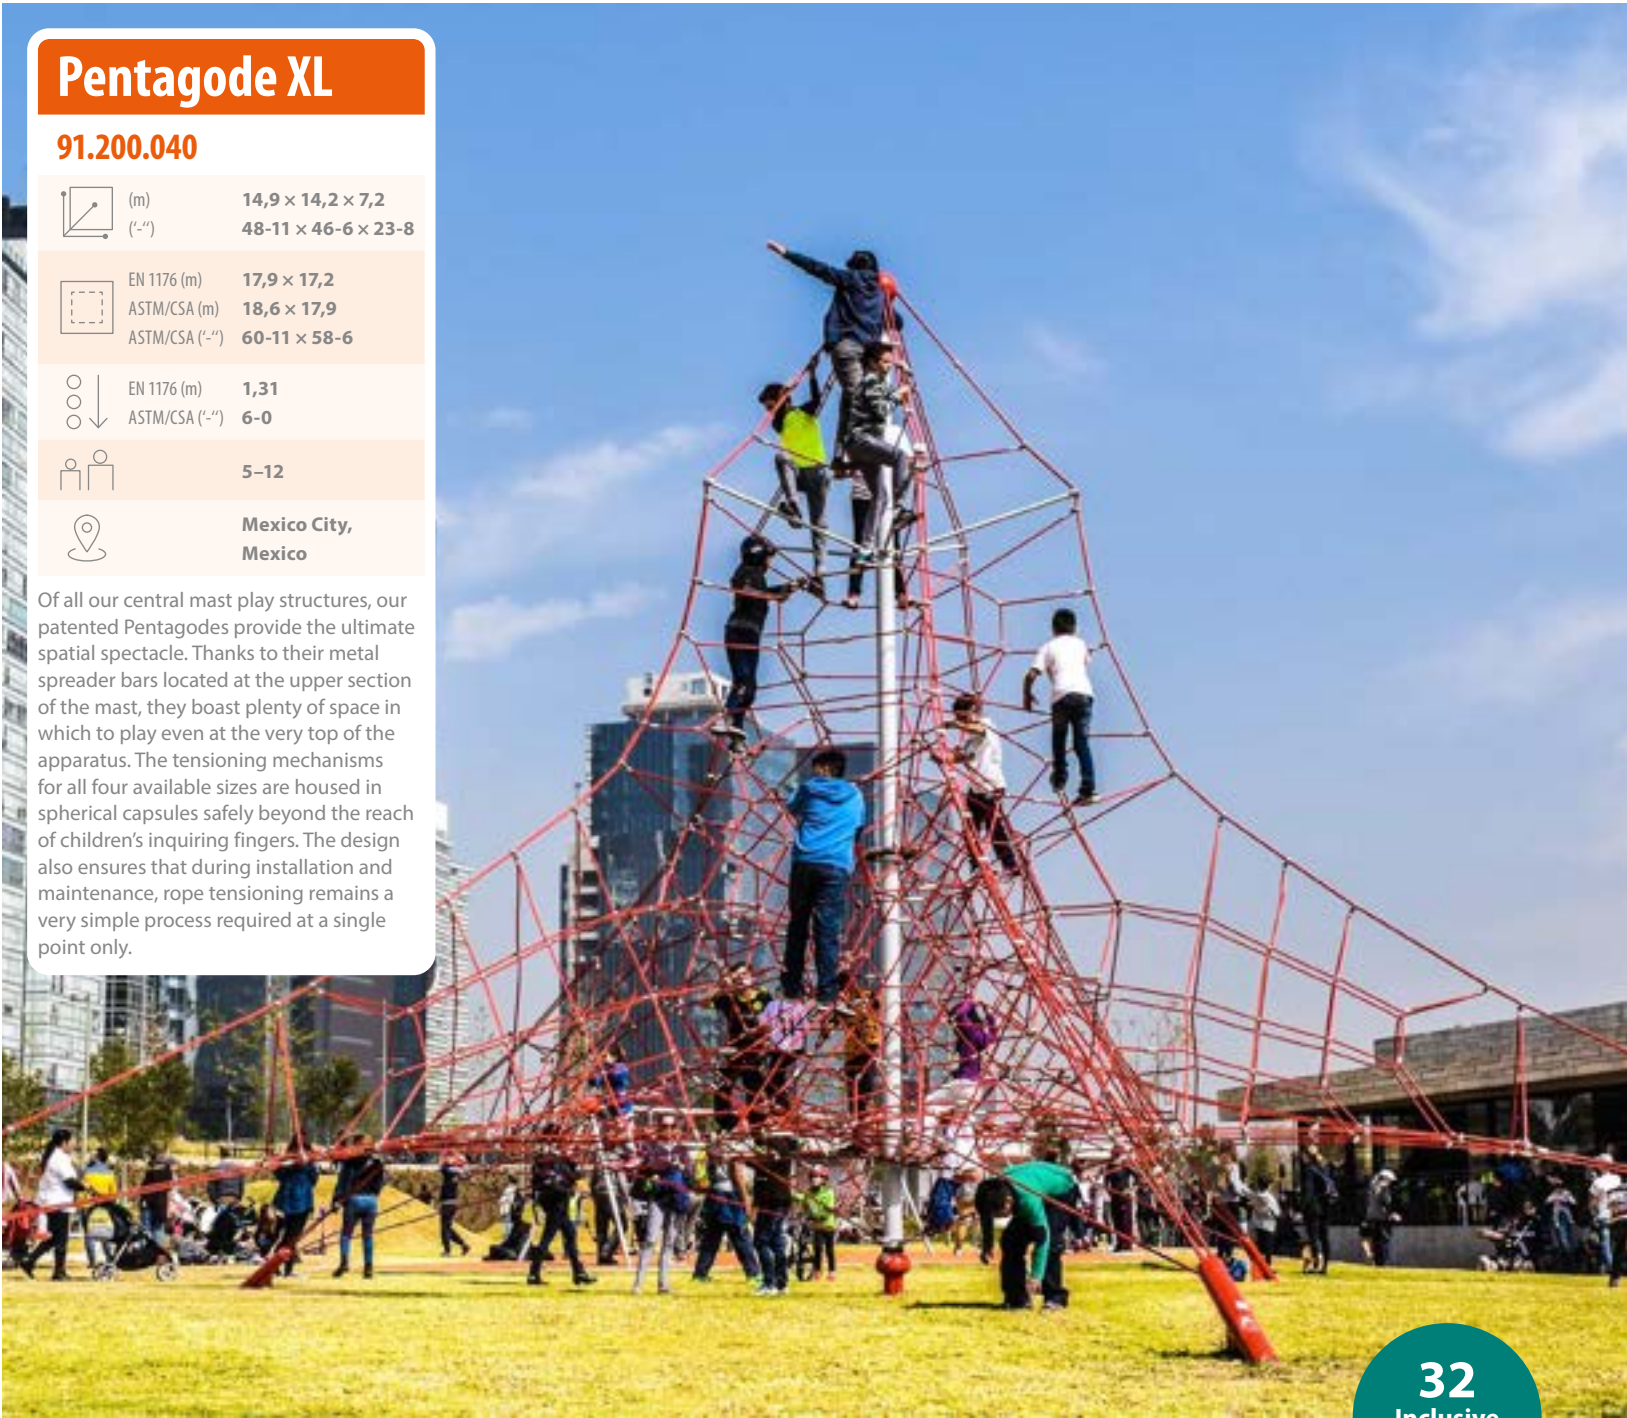 Pentagode XL
91.200.040
(m) 14,9 × 14,2 × 7,2
(‘-“) 48-11 × 46-6 × 23-8
EN 1176 (m) 17,9 × 17,2
ASTM/CSA (m) 18,6 × 17,9
ASTM/CSA (‘-“) 60-11 × 58-6
EN 1176 (m) 1,31
ASTM/CSA (‘-“) 6-0
5–12
Mexico City,
Mexico
Of all our central mast play structures, our
patented Pentagodes provide the ultimate
spatial spectacle. Thanks to their metal
spreader bars located at the upper section
of the mast, they boast plenty of space in
which to play even at the very top of the
apparatus. The tensioning mechanisms
for all four available sizes are housed in
spherical capsules safely beyond the reach
of children’s inquiring fingers. The design
also ensures that during installation and
maintenance, rope tensioning remains a
very simple process required at a single
point only.
32
Inclusive